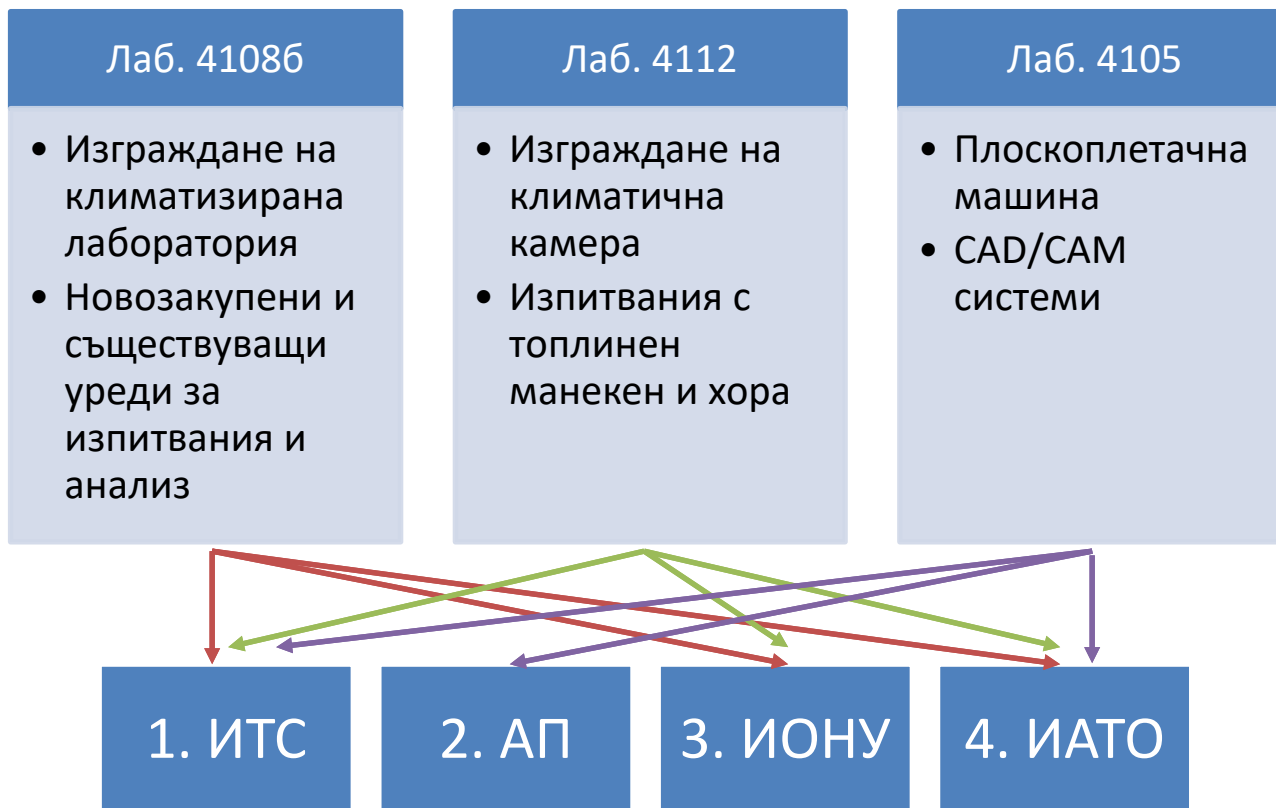 Лаб. 4108б
• Изграждане на
климатизирана
лаборатория
• Новозакупени и
съществуващи
уреди за
изпитвания и
анализ
Лаб. 4112
• Изграждане на
климатична
камера
• Изпитвания с
топлинен
манекен и хора
Лаб. 4105
• Плоскоплетачна
машина
• CAD/CAM
системи
1. ИТС
2. АП
3. ИОНУ
4. ИАТО